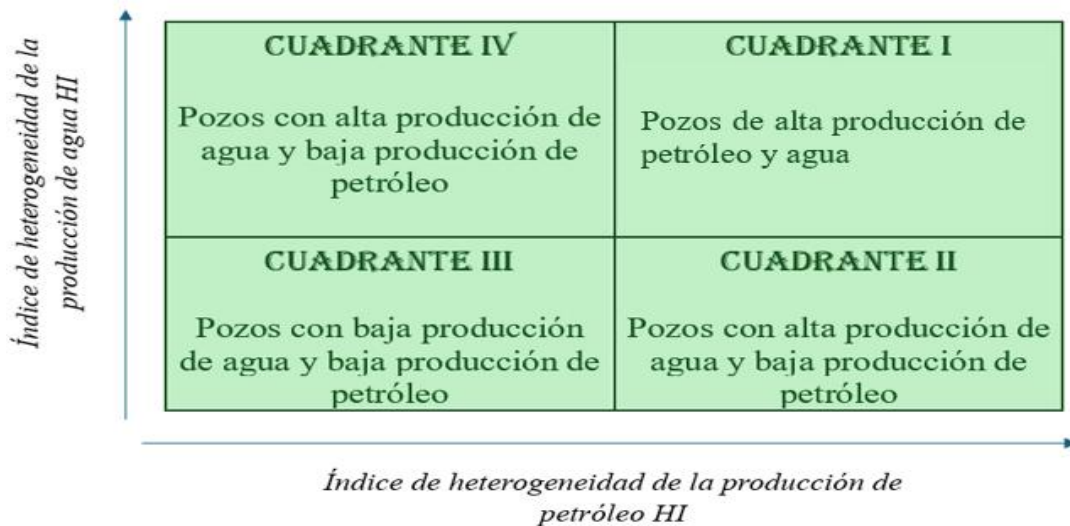 Índice de heterogeneidad de la
producción de agua HI
CUADRANTE IV
Pozos con alta producción de
agua y baja producción de
petróleo
CUADRANTE I
Pozos de alta producción de
petróleo y agua
CUADRANTE III
Pozos con baja producción
de agua y baja producción de
petróleo
CUADRANTE II
Pozos con alta producción de
agua y baja producción de
petróleo
Índice de heterogeneidad de la producción de
petróleo HI